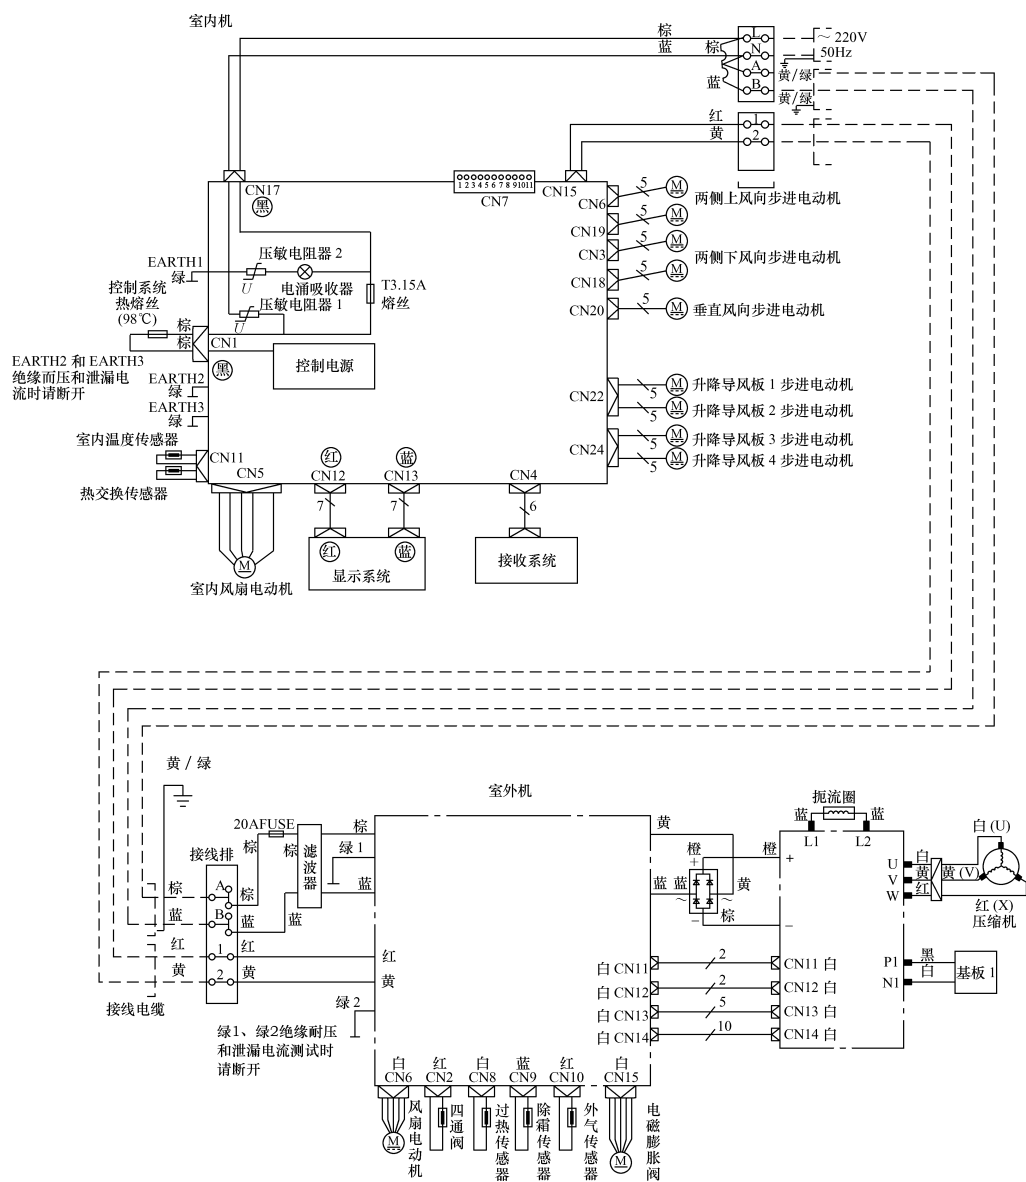 室内机
棕
蓝
棕
蓝
L
N
A
B
～220V
50Hz
黄/绿
黄/绿
红
黄
1
2
CN17
黑
1 2 3 4 5 6 7 8 9 10 11
CN7
CN15
CN6
5
M
两侧上风向步进电动机
CN19
5
M
CN3
5
M
两侧下风向步进电动机
CN18
5
M
CN20
5
M
垂直风向步进电动机
EARTH1
绿
压敏电阻器 2
U
电涌吸收器
压敏电阻器 1
U
T3.15A
熔丝
控制系统
热熔丝
(98℃)
棕
棕
CN1
黑
控制电源
EARTH2 和 EARTH3
绝缘而压和泄漏电
流时请断开
EARTH2
绿
EARTH3
绿
CN22
5
M
升降导风板 1 步进电动机
5
M
升降导风板 2 步进电动机
CN24
5
M
升降导风板 3 步进电动机
5
M
升降导风板 4 步进电动机
室内温度传感器
CN11
热交换传感器
CN5
红
CN12
蓝
CN13
CN4
7
7
6
M
室内风扇电动机
红
蓝
显示系统
接收系统
黄 / 绿
室外机
20AFUSE
棕
棕
棕
滤波器
绿 1
蓝
蓝
接线排
棕
蓝
红
黄
A
B
1
2
棕
蓝
红
黄
红
黄
接线电缆
绿 2
绿1、绿2绝缘耐压
和泄漏电流测试时
请断开
黄
蓝
蓝
橙
+
～
～
−
黄
棕
橙
+
−
扼流圈
蓝
蓝
L1
L2
U
V
W
白
黄
红
白 (U)
黄 (V)
红 (X)
压缩机
P1
N1
黑
白
基板 1
白 CN11
2
CN11 白
白 CN12
2
CN12 白
白 CN13
5
CN13 白
白 CN14
10
CN14 白
白
CN6
红
CN2
白
CN8
蓝
CN9
红
CN10
白
CN15
M
风扇电动机
四通阀
过热传感器
除霜传感器
外气传感器
M
电磁膨胀阀